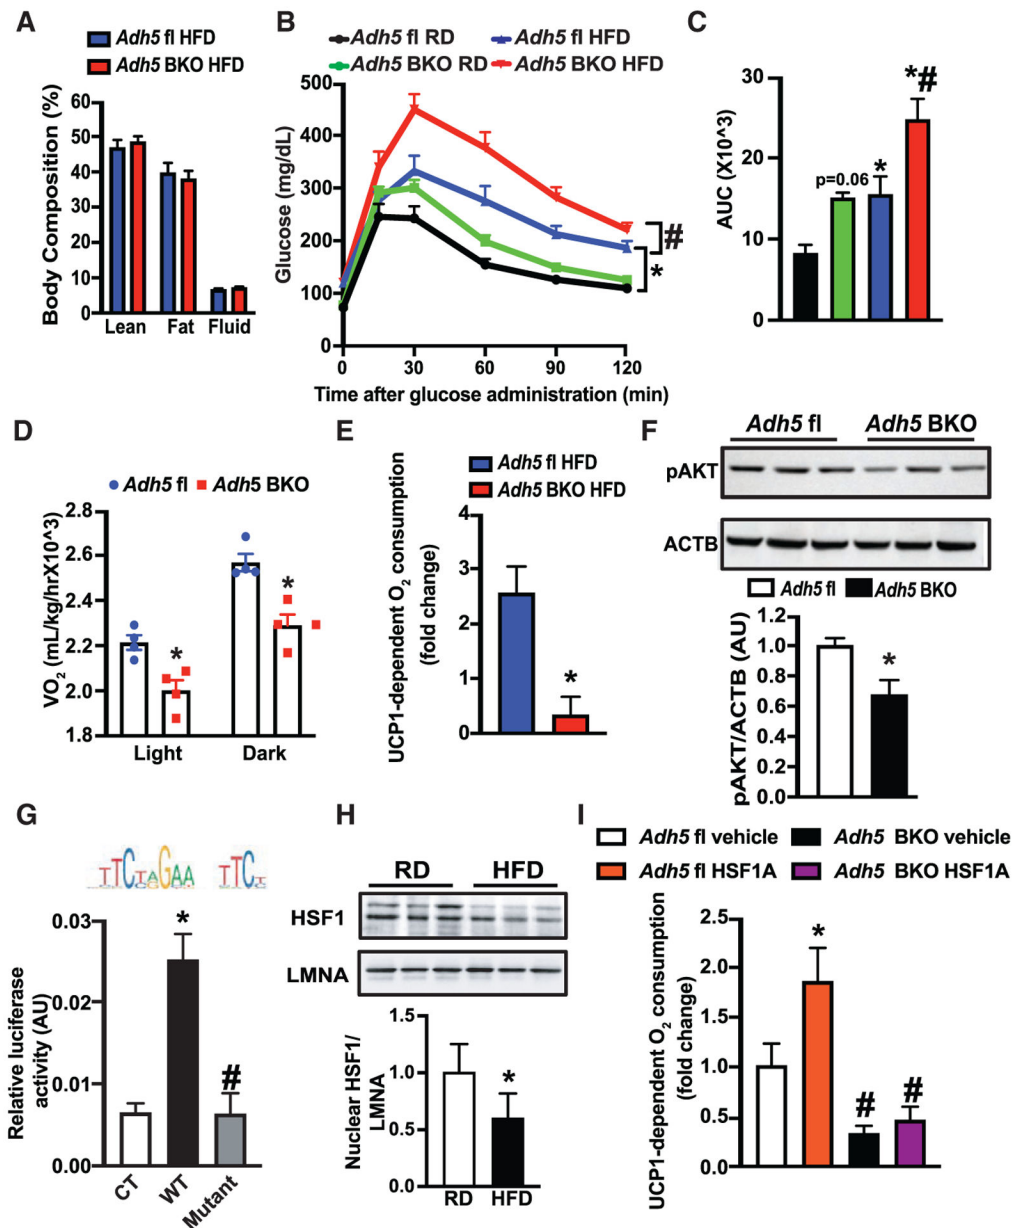 A
Adh5 fl HFD
Adh5 BKO HFD
Body Composition (%)
60
50
40
30
20
10
0
Lean Fat Fluid
B
Adh5 fl RD Adh5 fl HFD
Adh5 BKO RD Adh5 BKO HFD
Glucose (mg/dL)
500
400
300
200
100
0
#
*
0 30 60 90 120
Time after glucose administration (min)
C
AUC (X10^3)
30
20
10
0
p=0.06
*
*#
D
Adh5 fl Adh5 BKO
VO2 (mL/kg/hrX10^3)
2.8
2.6
2.4
2.2
2.0
1.8
*
*
Light Dark
E
Adh5 fl HFD
Adh5 BKO HFD
UCP1-dependent O2 consumption
(fold change)
4
3
2
1
0
*
F
Adh5 fl Adh5 BKO
pAKT
ACTB
Adh5 fl Adh5 BKO
pAKT/ACTB (AU)
1.2
1.0
0.8
0.6
0.4
0.2
0.0
*
G
TTCTAGAA TTC
Relative luciferase
activity (AU)
0.03
0.02
0.006
0.00
*
#
CT WT Mutant
H
RD HFD
HSF1
LMNA
Nuclear HSF1/
LMNA
1.5
1.0
0.5
0.0
*
RD HFD
I
Adh5 fl vehicle Adh5 BKO vehicle
Adh5 fl HSF1A Adh5 BKO HSF1A
UCP1-dependent O2 consumption
(fold change)
2.5
2.0
1.5
1.0
0.5
0.0
*
#
#